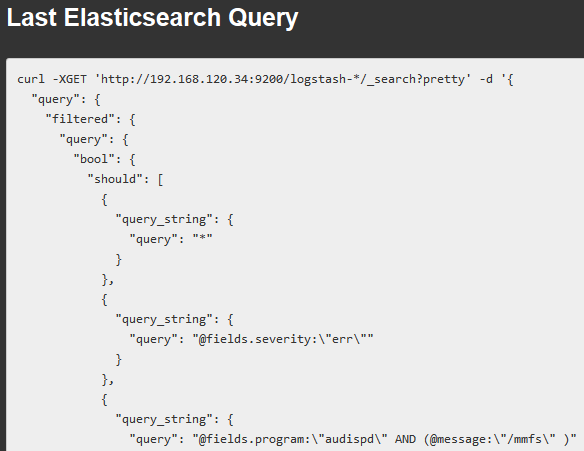 Last Elasticsearch Query
curl -XGET 'http://192.168.120.34:9200/logstash-*/_search?pretty' -d '{
  "query": {
    "filtered": {
      "query": {
        "bool": {
          "should": [
            {
              "query_string": {
                "query": "*"
              }
            },
            {
              "query_string": {
                "query": "@fields.severity:\"err\""
              }
            },
            {
              "query_string": {
                "query": "@fields.program:\"audispd\" AND (@message:\"/mmfs\" )"